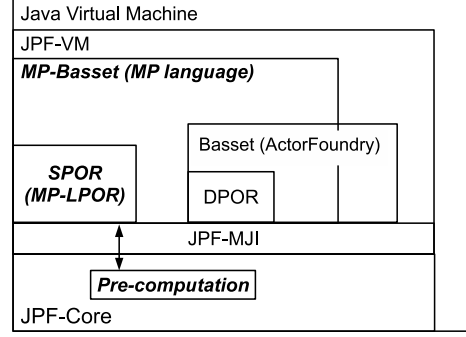 Java Virtual Machine
JPF-VM
MP-Basset (MP language)
Basset (ActorFoundry)
SPOR
(MP-LPOR)
DPOR
JPF-MJI
Pre-computation
JPF-Core